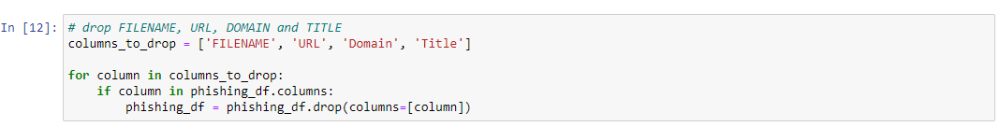 In [12]: # drop FILENAME, URL, DOMAIN and TITLE
columns_to_drop = ['FILENAME', 'URL', 'Domain', 'Title']

for column in columns_to_drop:
    if column in phishing_df.columns:
        phishing_df = phishing_df.drop(columns=[column])